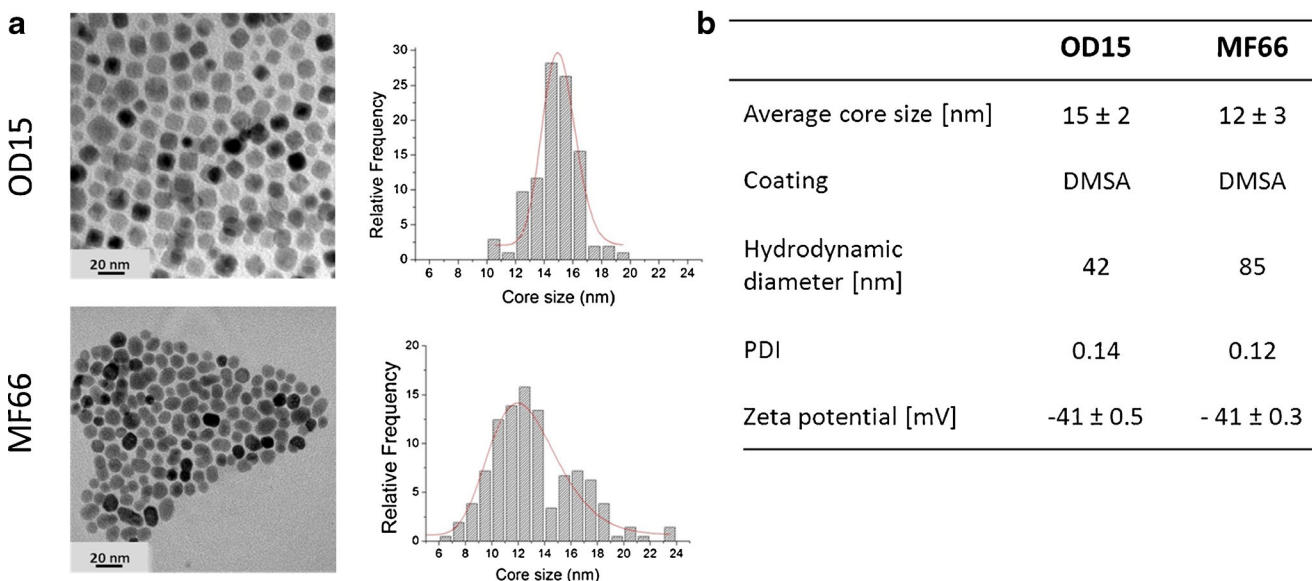 a
OD15
20 nm
Relative Frequency
30
25
20
15
10
5
0
6 8 10 12 14 16 18 20 22 24
Core size (nm)
MF66
20 nm
Relative Frequency
20
15
10
5
0
6 8 10 12 14 16 18 20 22 24
Core size (nm)
b
OD15 MF66
Average core size [nm] 15 ± 2 12 ± 3
Coating DMSA DMSA
Hydrodynamic
diameter [nm] 42 85
PDI 0.14 0.12
Zeta potential [mV] -41 ± 0.5 - 41 ± 0.3